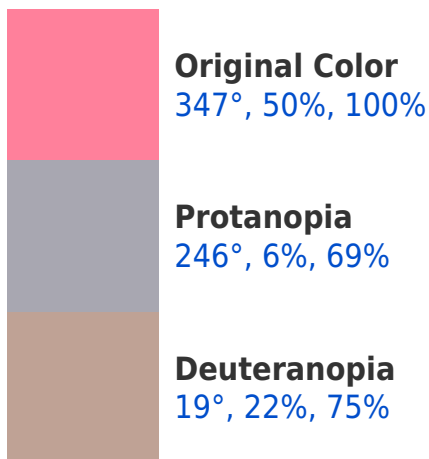 Original Color
347°, 50%, 100%
Protanopia
246°, 6%, 69%
Deuteranopia
19°, 22%, 75%